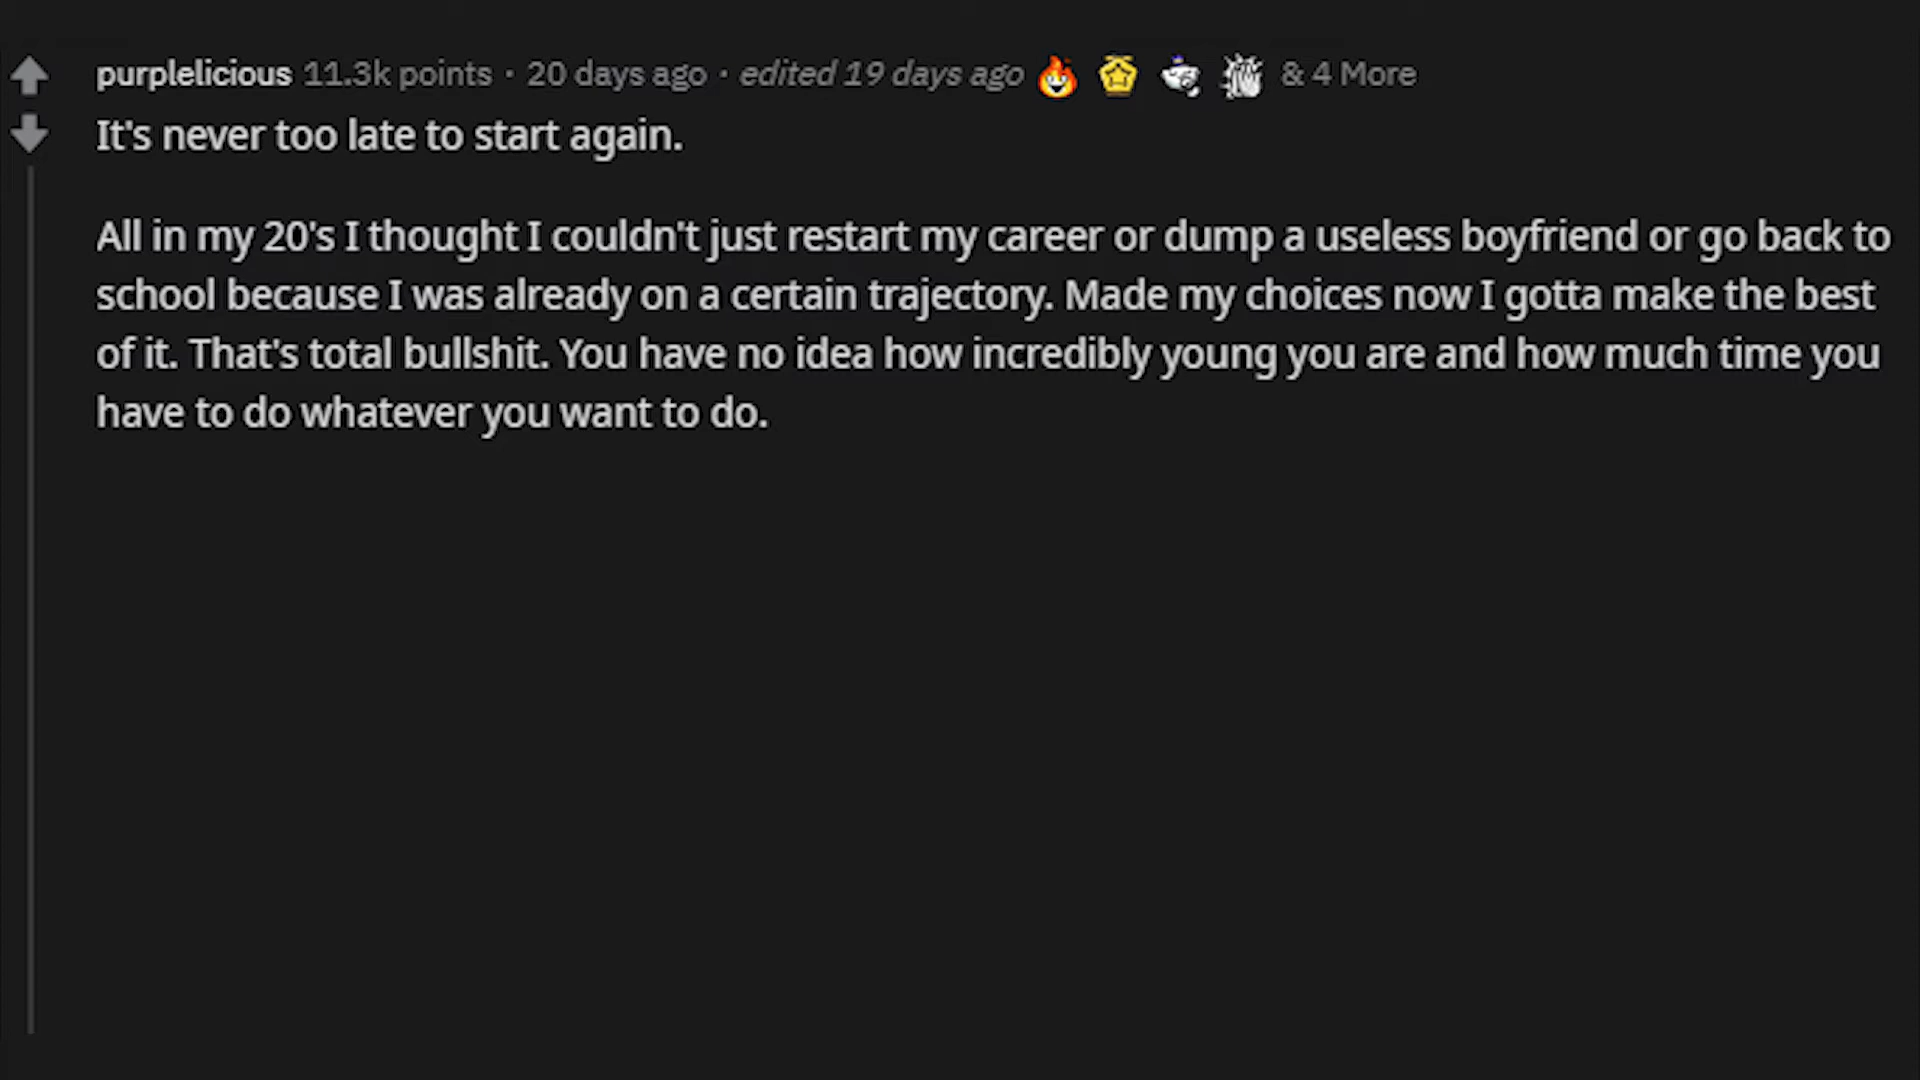 purplelicious 11.3k points · 20 days ago · edited 19 days ago & 4 More
It's never too late to start again.
All in my 20's I thought I couldn't just restart my career or dump a useless boyfriend or go back to
school because I was already on a certain trajectory. Made my choices now I gotta make the best
of it. That's total bullshit. You have no idea how incredibly young you are and how much time you
have to do whatever you want to do.